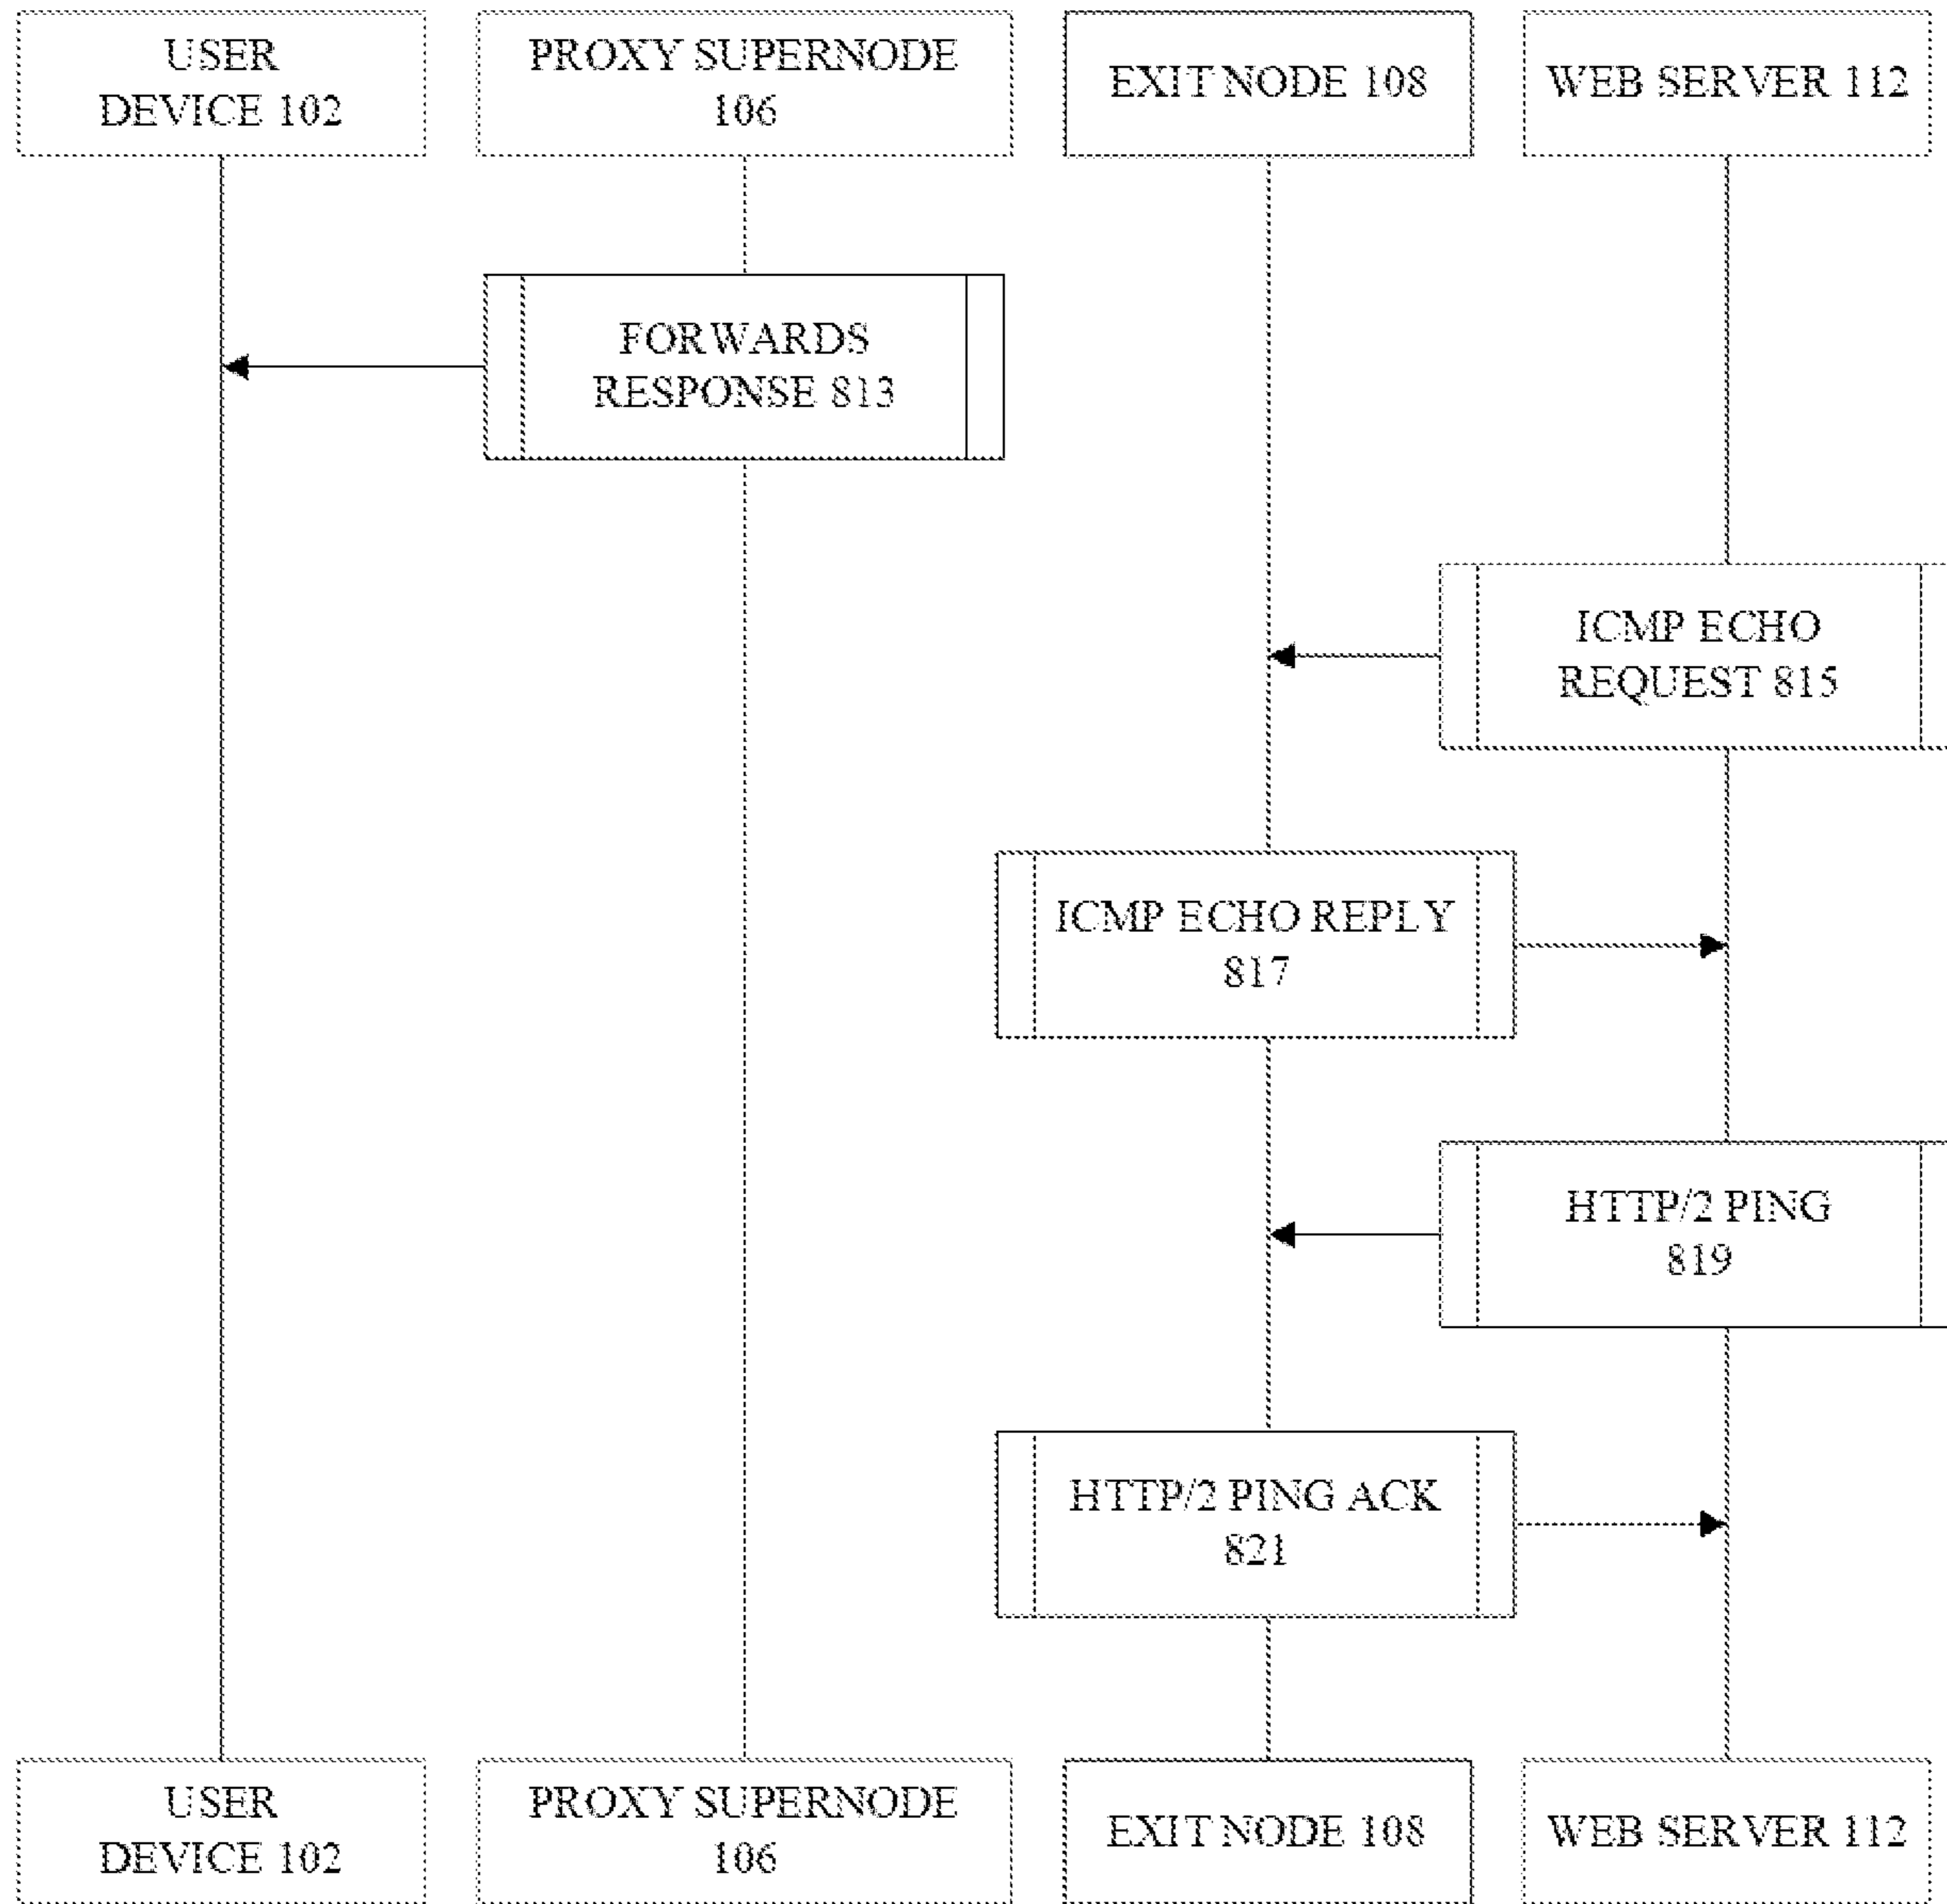 USER
DEVICE 102
PROXY SUPERNODE
106
EXIT NODE 108
WEB SERVER 112
FORWARDS
RESPONSE 813
ICMP ECHO
REQUEST 815
ICMP ECHO REPLY
817
HTTP/2 PING
819
HTTP/2 PING ACK
821
USER
DEVICE 102
PROXY SUPERNODE
106
EXIT NODE 108
WEB SERVER 112